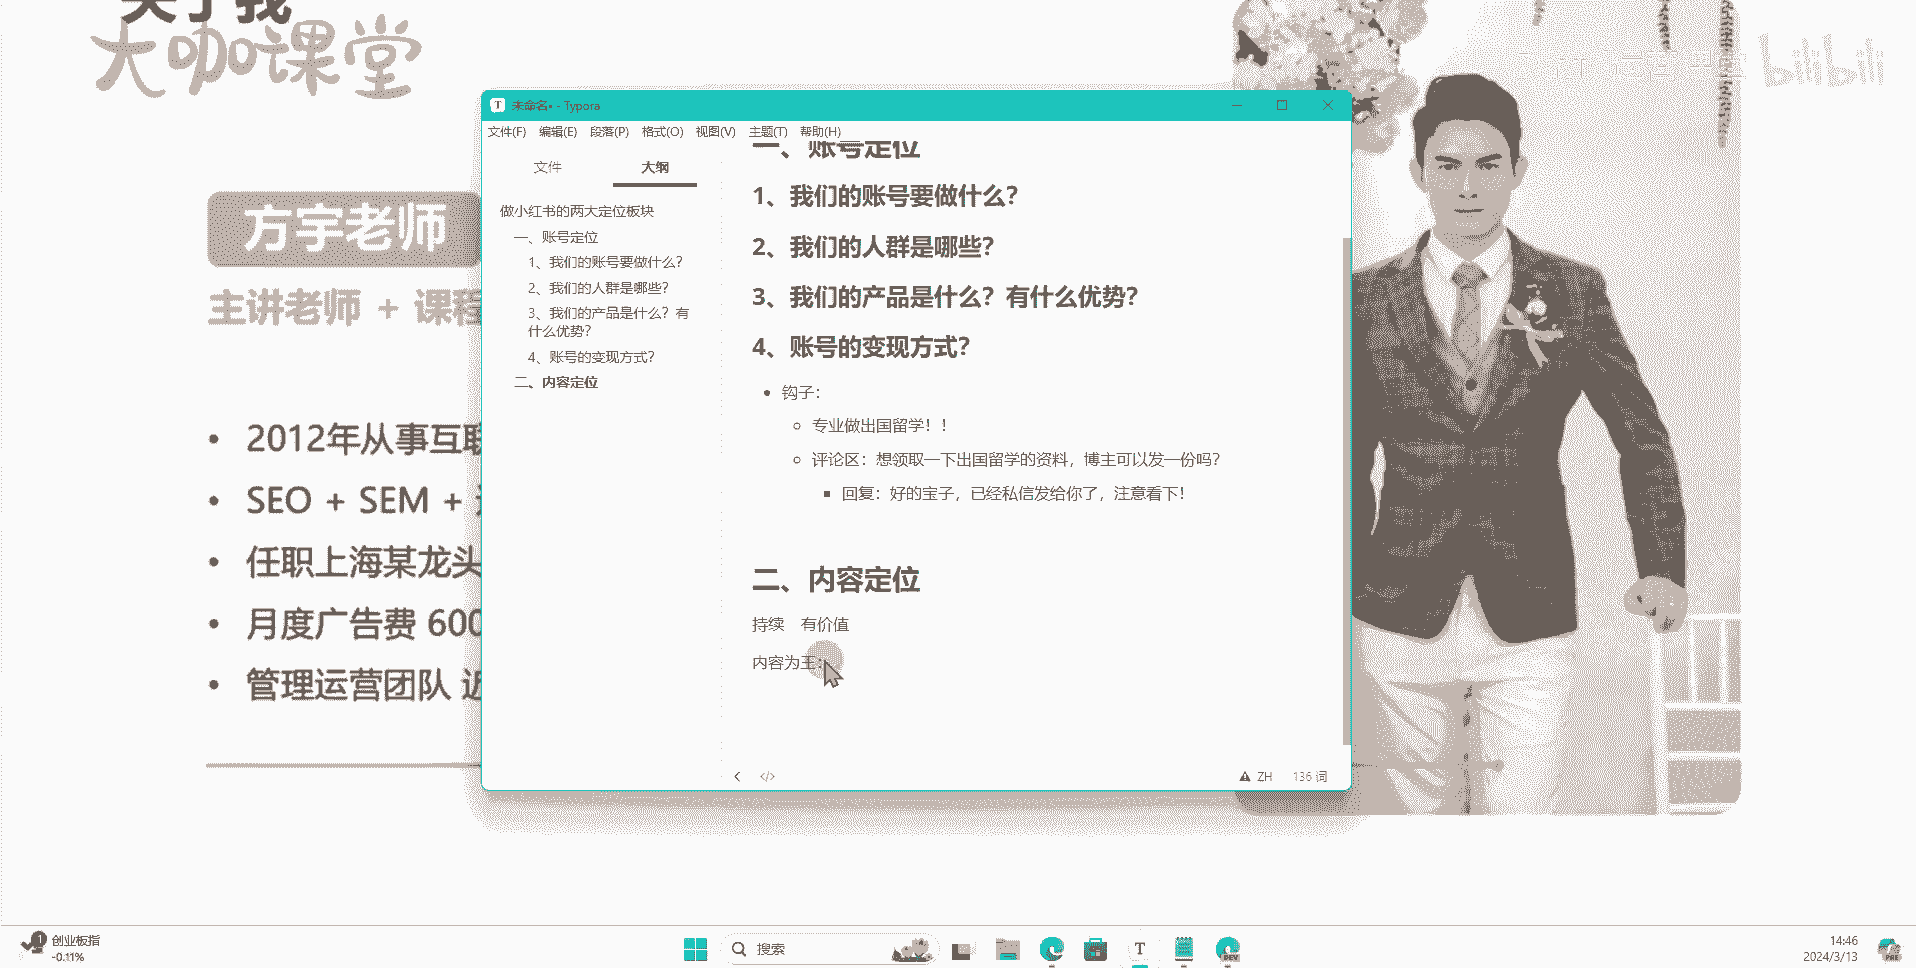 关于我
大咖课堂
bilibili
方宇老师
主讲老师 + 课程
2012年从事互联
SEO + SEM +
任职上海某龙头
月度广告费 600
管理运营团队 近
未命名• - Typora
文件(F) 编辑(E) 段落(P) 格式(O) 视图(V) 主题(T) 帮助(H)
文件 大纲
做小红书的两大定位板块
一、账号定位
1、我们的账号要做什么？
2、我们的人群是哪些？
3、我们的产品是什么？有
什么优势？
4、账号的变现方式？
二、内容定位
一、账号定位
1、我们的账号要做什么？
2、我们的人群是哪些？
3、我们的产品是什么？有什么优势？
4、账号的变现方式？
钩子：
专业做出国留学！！
评论区：想领取一下出国留学的资料，博主可以发一份吗？
回复：好的宝子，已经私信发给你了，注意看下！
二、内容定位
持续 有价值
内容为王：
ZH 136 词
1 创业板指
-0.11%
搜索
T
DEV
14:46
2024/3/13
PRE